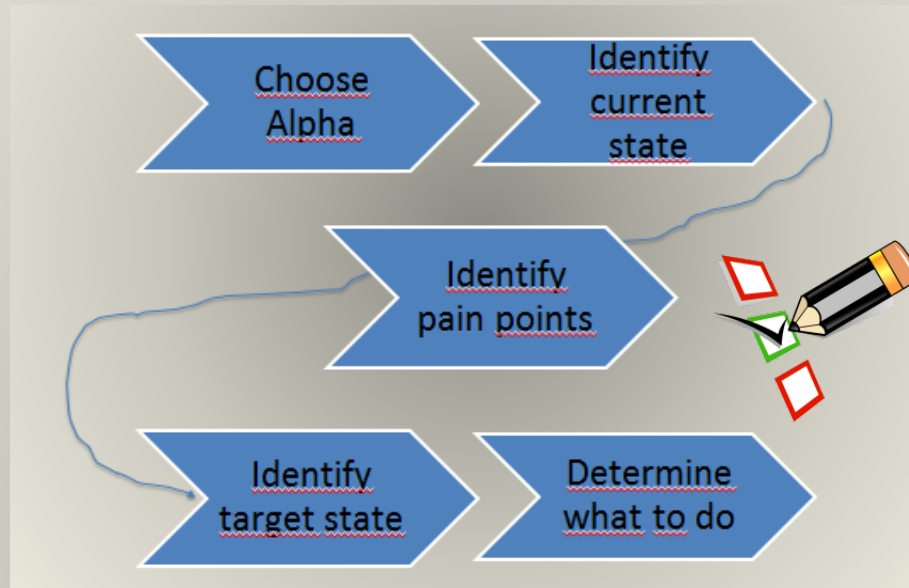 Choose
Alpha
Identify
current
state
Identify
pain points
Identify
target state
Determine
what to do